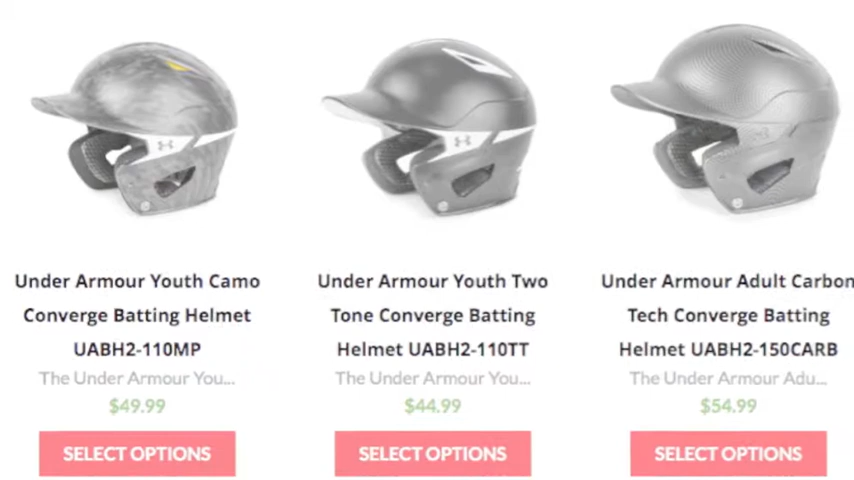 Under Armour Youth Camo
Converge Batting Helmet
UABH2-110MP
The Under Armour You...
$49.99
SELECT OPTIONS
Under Armour Youth Two
Tone Converge Batting
Helmet UABH2-110TT
The Under Armour You...
$44.99
SELECT OPTIONS
Under Armour Adult Carbon
Tech Converge Batting
Helmet UABH2-150CARB
The Under Armour Adu...
$54.99
SELECT OPTIONS